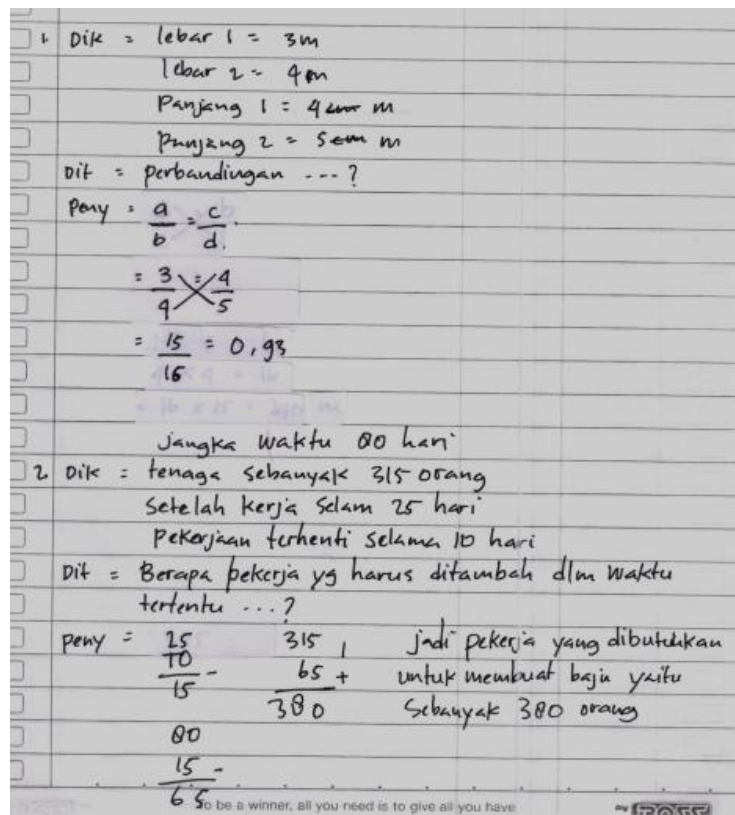 1. Dik = lebar 1 = 3m
lebar 2 = 4m
Panjang 1 = 4 m
Panjang 2 = 5 m
Dit = perbandingan ---?
Peny = a/b = c/d.
= 3/4 = 4/5
= 15/16 = 0,93
jangka waktu 80 hari
2 Dik = tenaga sebanyak 315 orang
Setelah kerja selam 25 hari
Pekerjaan terhenti selama 10 hari
Dit = Berapa pekerja yg harus ditambah dlm waktu
tertentu ...?
peny = 25 315 , jadi pekerja yang dibutuhkan
10 - 65 + untuk membuat baju yaitu
15 380 Sebanyak 380 orang
80
15 -
65
So be a winner, all you need is to give all you have
BOSS